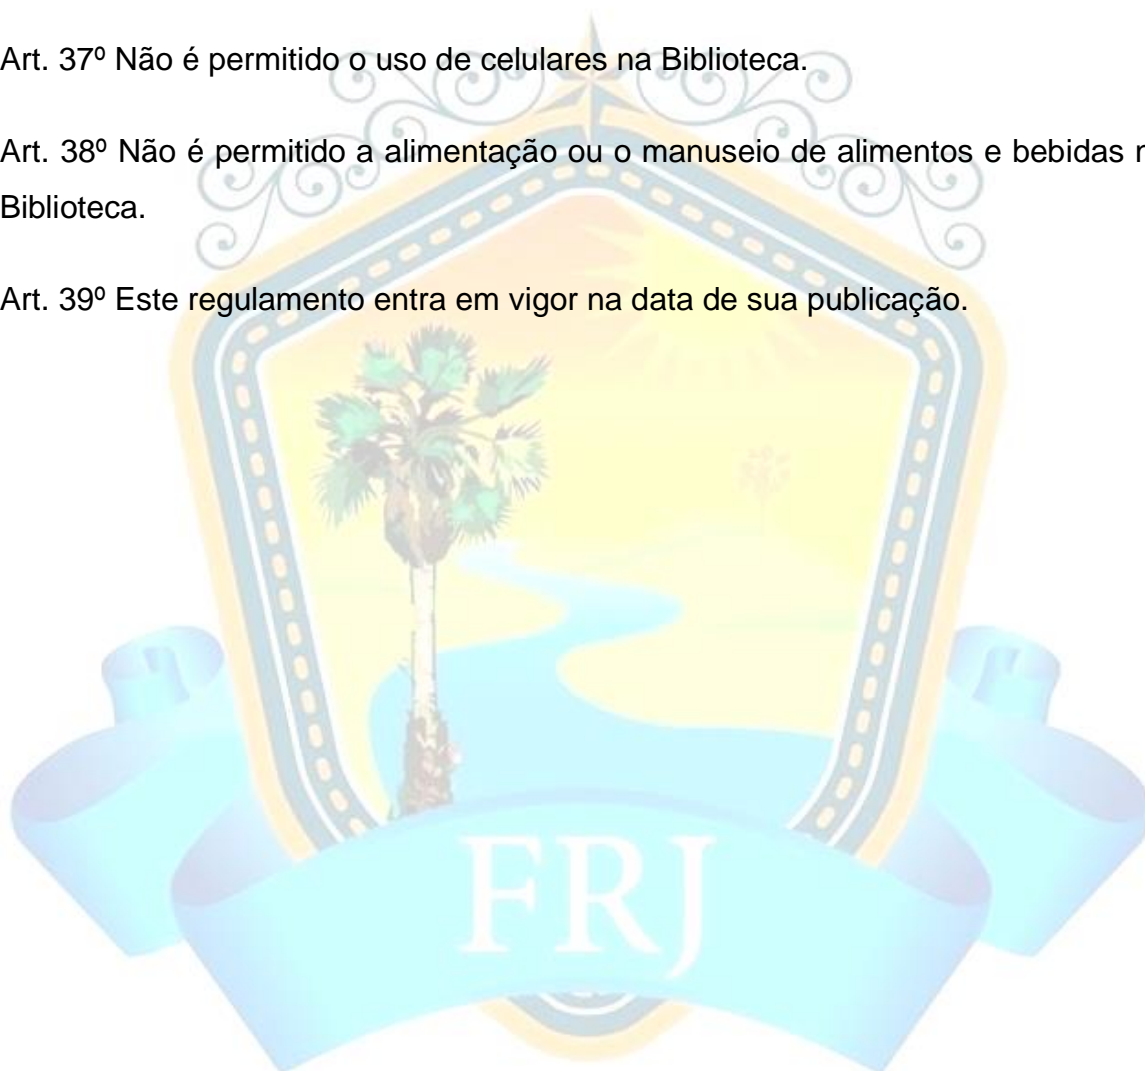 Art. 37º Não é permitido o uso de celulares na Biblioteca.
Art. 38º Não é permitido a alimentação ou o manuseio de alimentos e bebidas
Biblioteca.
Art. 39º Este regulamento entra em vigor na data de sua publicação.
FRJ